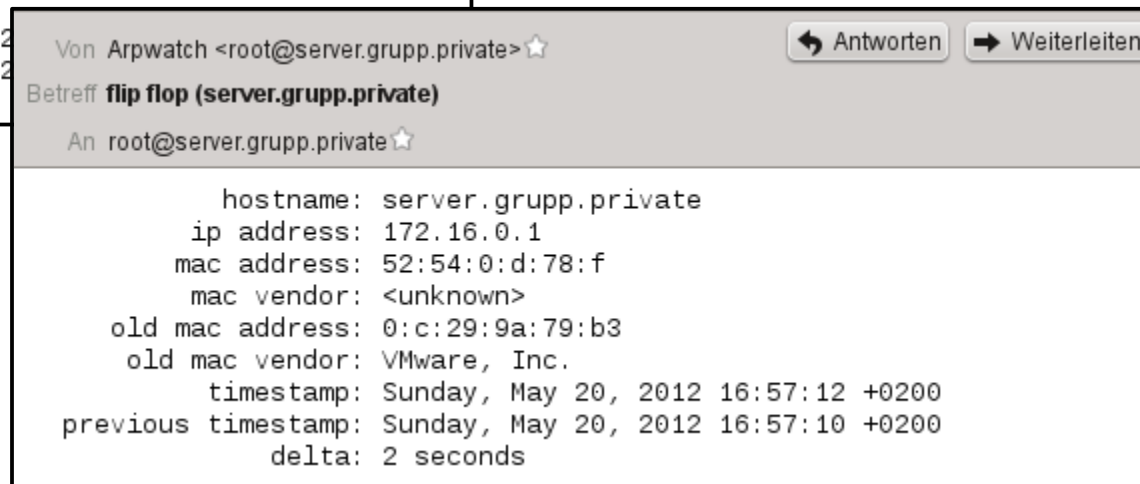 2
2
Von Arpwatch <root@server.grupp.private>
Antworten
Weiterleiten
Betreff flip flop (server.grupp.private)
An root@server.grupp.private
hostname: server.grupp.private
ip address: 172.16.0.1
mac address: 52:54:0:d:78:f
mac vendor: <unknown>
old mac address: 0:c:29:9a:79:b3
old mac vendor: VMware, Inc.
timestamp: Sunday, May 20, 2012 16:57:12 +0200
previous timestamp: Sunday, May 20, 2012 16:57:10 +0200
delta: 2 seconds